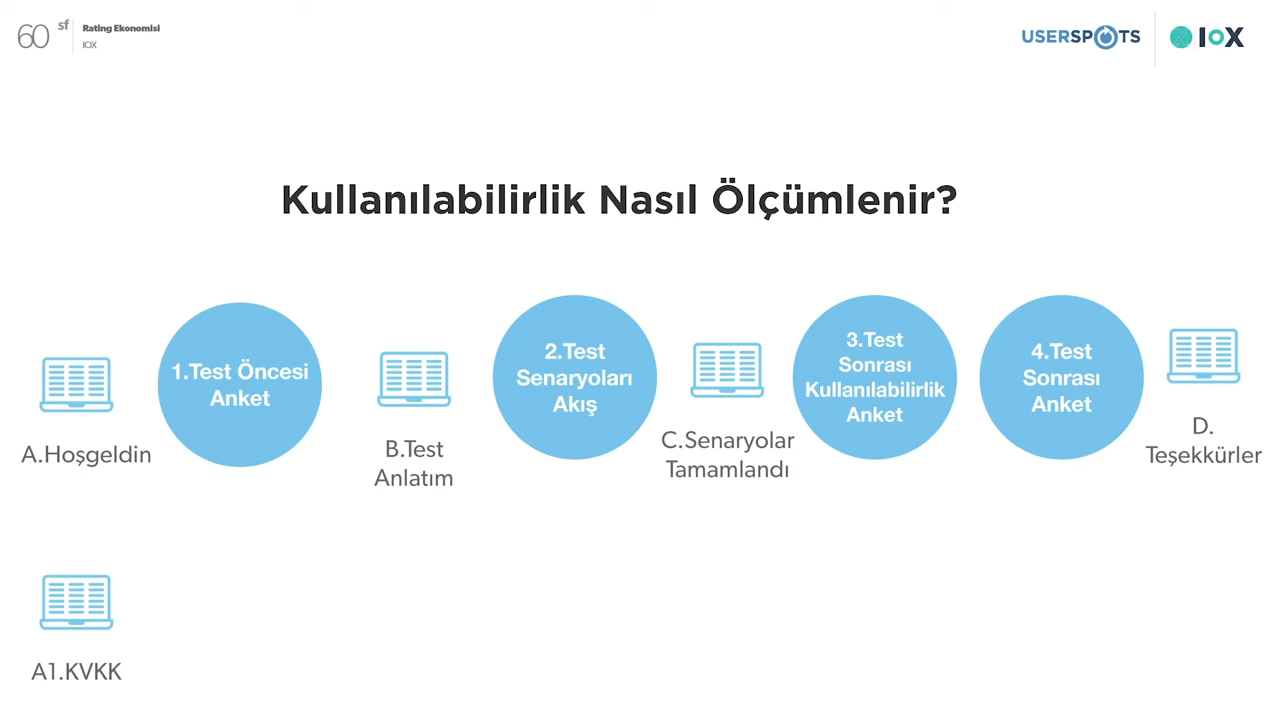 60 sf
Rating Ekonomisi
IOX
USERSPOTS
IOX
Kullanılabilirlik Nasıl Ölçümlenir?
A.Hoşgeldin
1.Test Öncesi
Anket
B.Test
Anlatım
2.Test
Senaryoları
Akış
C.Senaryolar
Tamamlandı
3.Test
Sonrası
Kullanılabilirlik
Anket
4.Test
Sonrası
Anket
D.
Teşekkürler
A1.KVKK